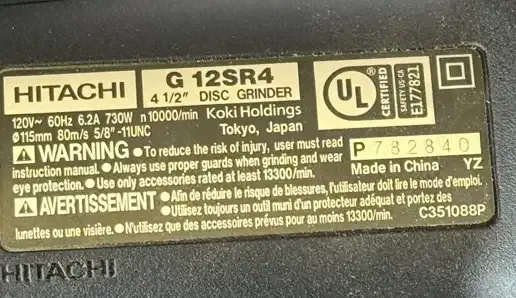 HITACHI
G 12SR4
4 1/2" DISC GRINDER
UL
CERTIFIED
SAFETY US-CA
E177821
120V~ 60Hz 6.2A 730W n10000/min Koki Holdings
Ø115mm 80m/s 5/8" -11UNC Tokyo, Japan
⚠ WARNING ● To reduce the risk of injury, user must read
instruction manual. ● Always use proper guards when grinding and wear
eye protection. ● Use only accessories rated at least 13300/min.
P 782840
Made in China YZ
⚠ AVERTISSEMENT ● Afin de réduire le risque de blessures, l'utilisateur doit lire le mode d'emploi.
● Utilisez toujours un outil muni d'un protecteur adéquat et portez des
lunettes ou une visière. ● N'utilisez que des accessoires prévus pour au moins 13300/min.
C351088P
HITACHI